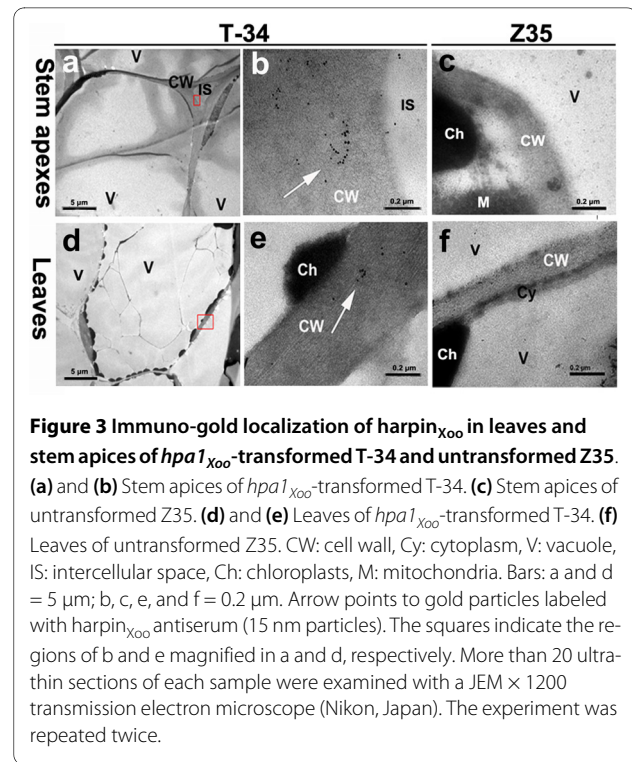 T-34 Z35
Stem apexes
a V CW IS V V 5 µm
b IS CW 0.2 µm
c V Ch CW M 0.2 µm
Leaves
d V V 5 µm
e Ch CW 0.2 µm
f V CW Cy Ch V 0.2 µm
Figure 3 Immuno-gold localization of harpinXoo in leaves and
stem apices of hpa1Xoo-transformed T-34 and untransformed Z35.
(a) and (b) Stem apices of hpa1Xoo-transformed T-34. (c) Stem apices of
untransformed Z35. (d) and (e) Leaves of hpa1Xoo-transformed T-34. (f)
Leaves of untransformed Z35. CW: cell wall, Cy: cytoplasm, V: vacuole,
IS: intercellular space, Ch: chloroplasts, M: mitochondria. Bars: a and d
= 5 µm; b, c, e, and f = 0.2 µm. Arrow points to gold particles labeled
with harpinXoo antiserum (15 nm particles). The squares indicate the re-
gions of b and e magnified in a and d, respectively. More than 20 ultra-
thin sections of each sample were examined with a JEM × 1200
transmission electron microscope (Nikon, Japan). The experiment was
repeated twice.